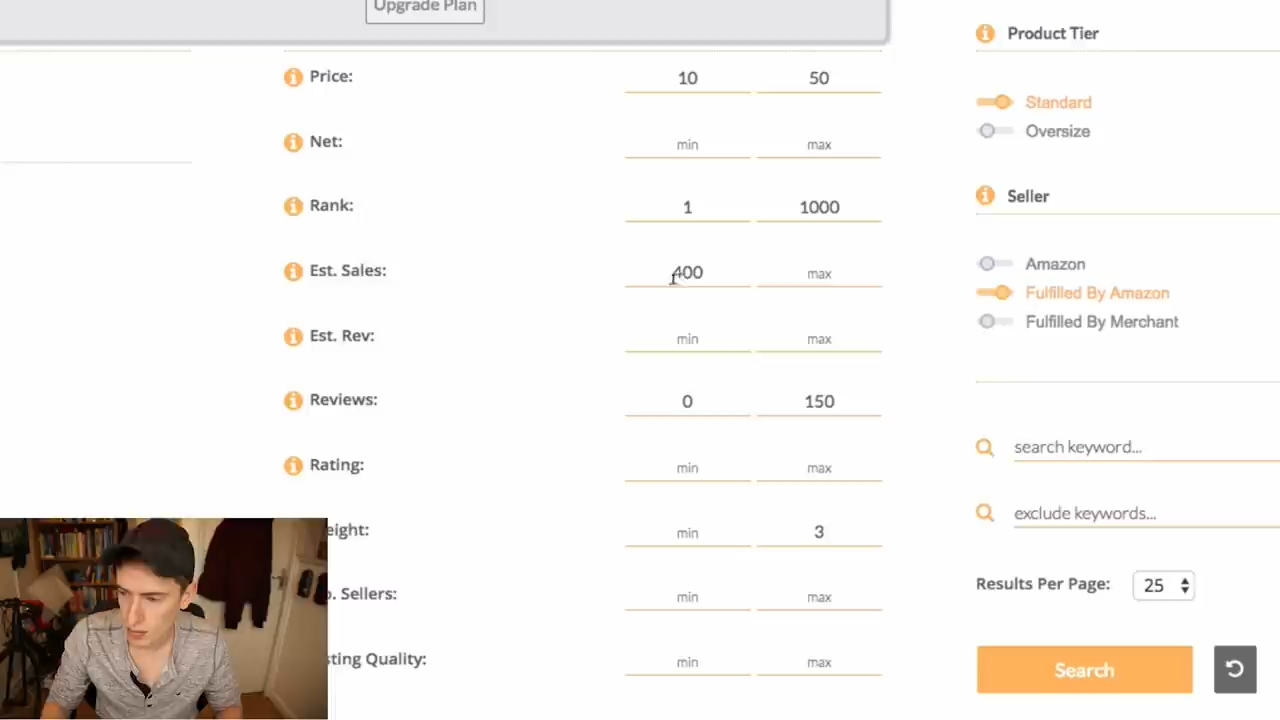 Upgrade Plan
Price: 10 50
Net: min max
Rank: 1 1000
Est. Sales: 400 max
Est. Rev: min max
Reviews: 0 150
Rating: min max
eight: min 3
o. Sellers: min max
sting Quality: min max
Product Tier
Standard
Oversize
Seller
Amazon
Fulfilled By Amazon
Fulfilled By Merchant
search keyword...
exclude keywords...
Results Per Page: 25
Search